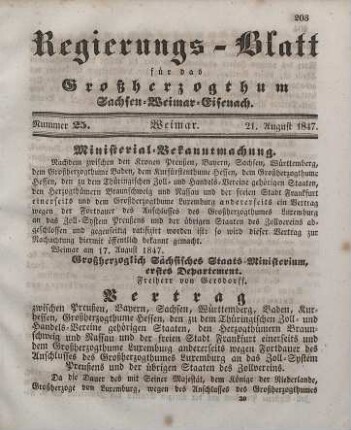 203
Regierungs-Blatt
für das
Großherzogthum
Sachsen-Weimar-Eisenach.
Nummer 25. Weimar. 21. August 1847.
Ministerial-Bekanntmachung.
Nachdem zwischen den Kronen Preußen, Bayern, Sachsen, Württemberg,
dem Großherzogthume Baden, dem Kurfürstenthume Hessen, dem Großherzogthume
Hessen, den zu dem Thüringischen Zoll- und Handels-Vereine gehörigen Staaten,
den Herzogthümern Braunschweig und Nassau und der freien Stadt Frankfurt
einerseits und dem Großherzogthume Luxemburg andererseits ein Vertrag
wegen der Fortdauer des Anschlusses des Großherzogthumes Luxemburg
an das Zoll-System Preußens und der übrigen Staaten des Zollvereins ab-
geschlossen und gegenseitig ratificirt worden ist: so wird dieser Vertrag zur
Nachachtung hiermit öffentlich bekannt gemacht.
Weimar am 17. August 1847.
Großherzoglich Sächsisches Staats-Ministerium,
erstes Departement.
Freiherr von Gersdorff.
Vertrag
zwischen Preußen, Bayern, Sachsen, Württemberg, Baden, Kur-
hessen, Großherzogthum Hessen, den zu dem Thüringischen Zoll- und
Handels-Vereine gehörigen Staaten, den Herzogthümern Braun-
schweig und Nassau und der freien Stadt Frankfurt einerseits und
dem Großherzogthume Luxemburg andererseits wegen Fortdauer des
Anschlusses des Großherzogthums Luxemburg an das Zoll-System
Preußens und der übrigen Staaten des Zollvereins.
Da die Dauer des mit Seiner Majestät, dem Könige der Niederlande,
Großherzoge von Luxemburg, wegen des Anschlusses des Großherzogthumes